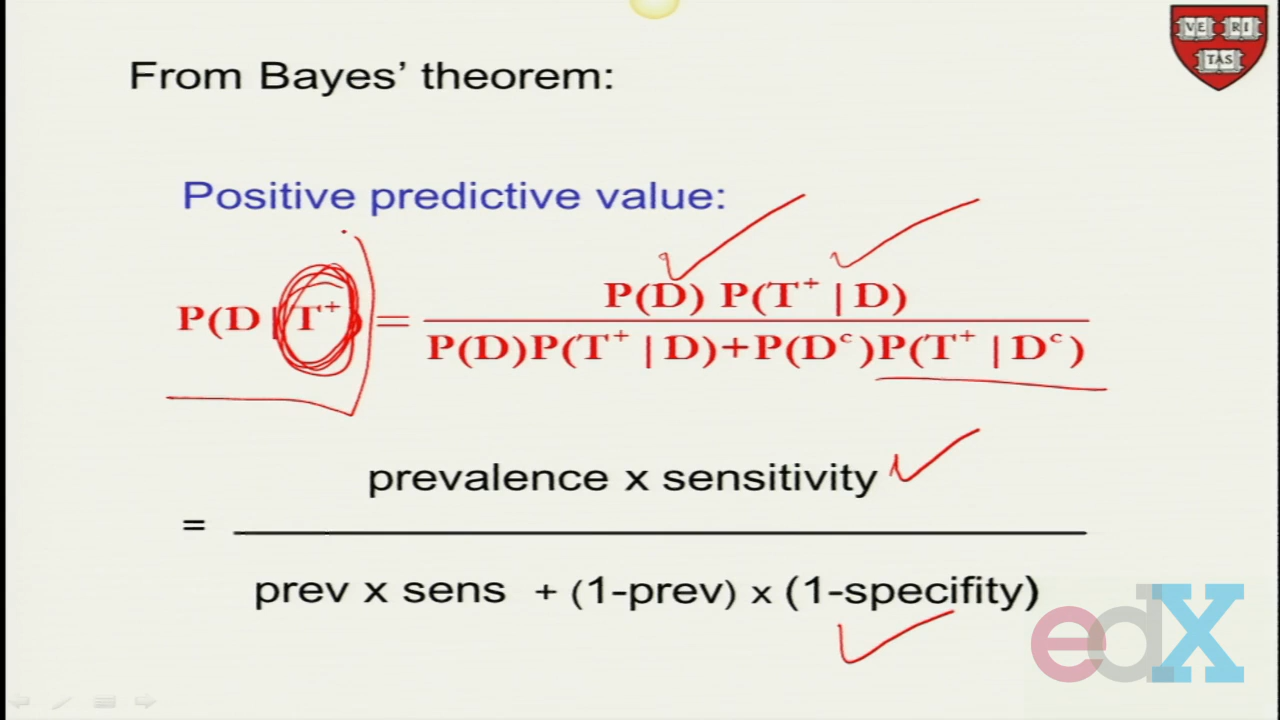 VE RI
TAS
From Bayes’ theorem:
Positive predictive value:
P(D | T⁺) = P(D) P(T⁺ | D)
P(D)P(T⁺ | D)+P(Dᶜ)P(T⁺ | Dᶜ)
prevalence x sensitivity
=
prev x sens + (1-prev) x (1-specifity)
edX